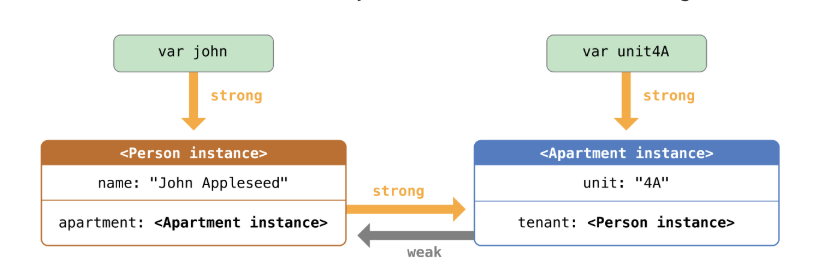 var john
var unit4A
strong
strong
<Person instance>
<Apartment instance>
name: "John Appleseed"
unit: "4A"
strong
apartment: <Apartment instance>
tenant: <Person instance>
weak